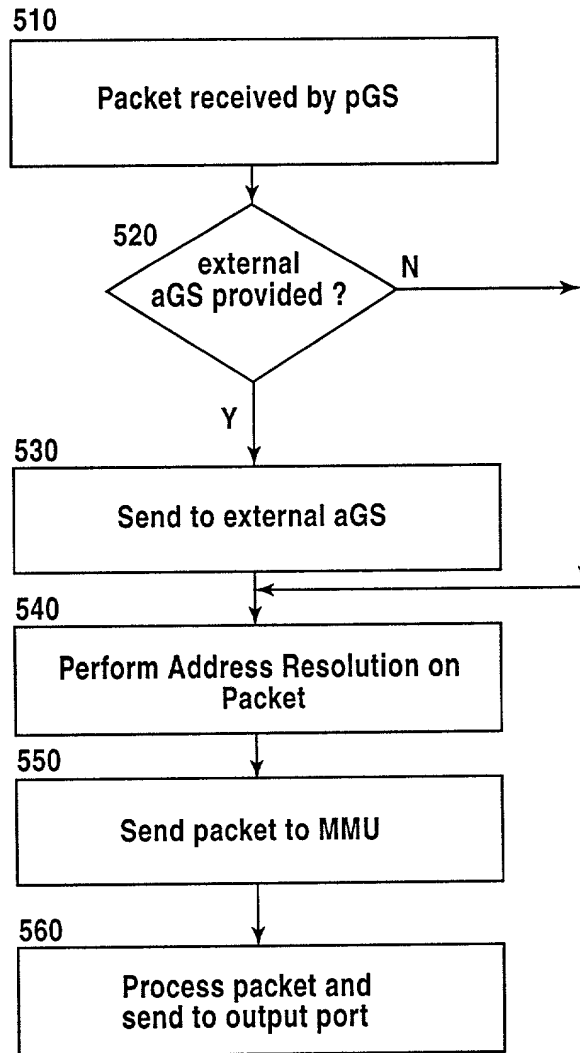 510
Packet received by pGS
520
external
aGS provided ?
N
Y
530
Send to external aGS
540
Perform Address Resolution on
Packet
550
Send packet to MMU
560
Process packet and
send to output port